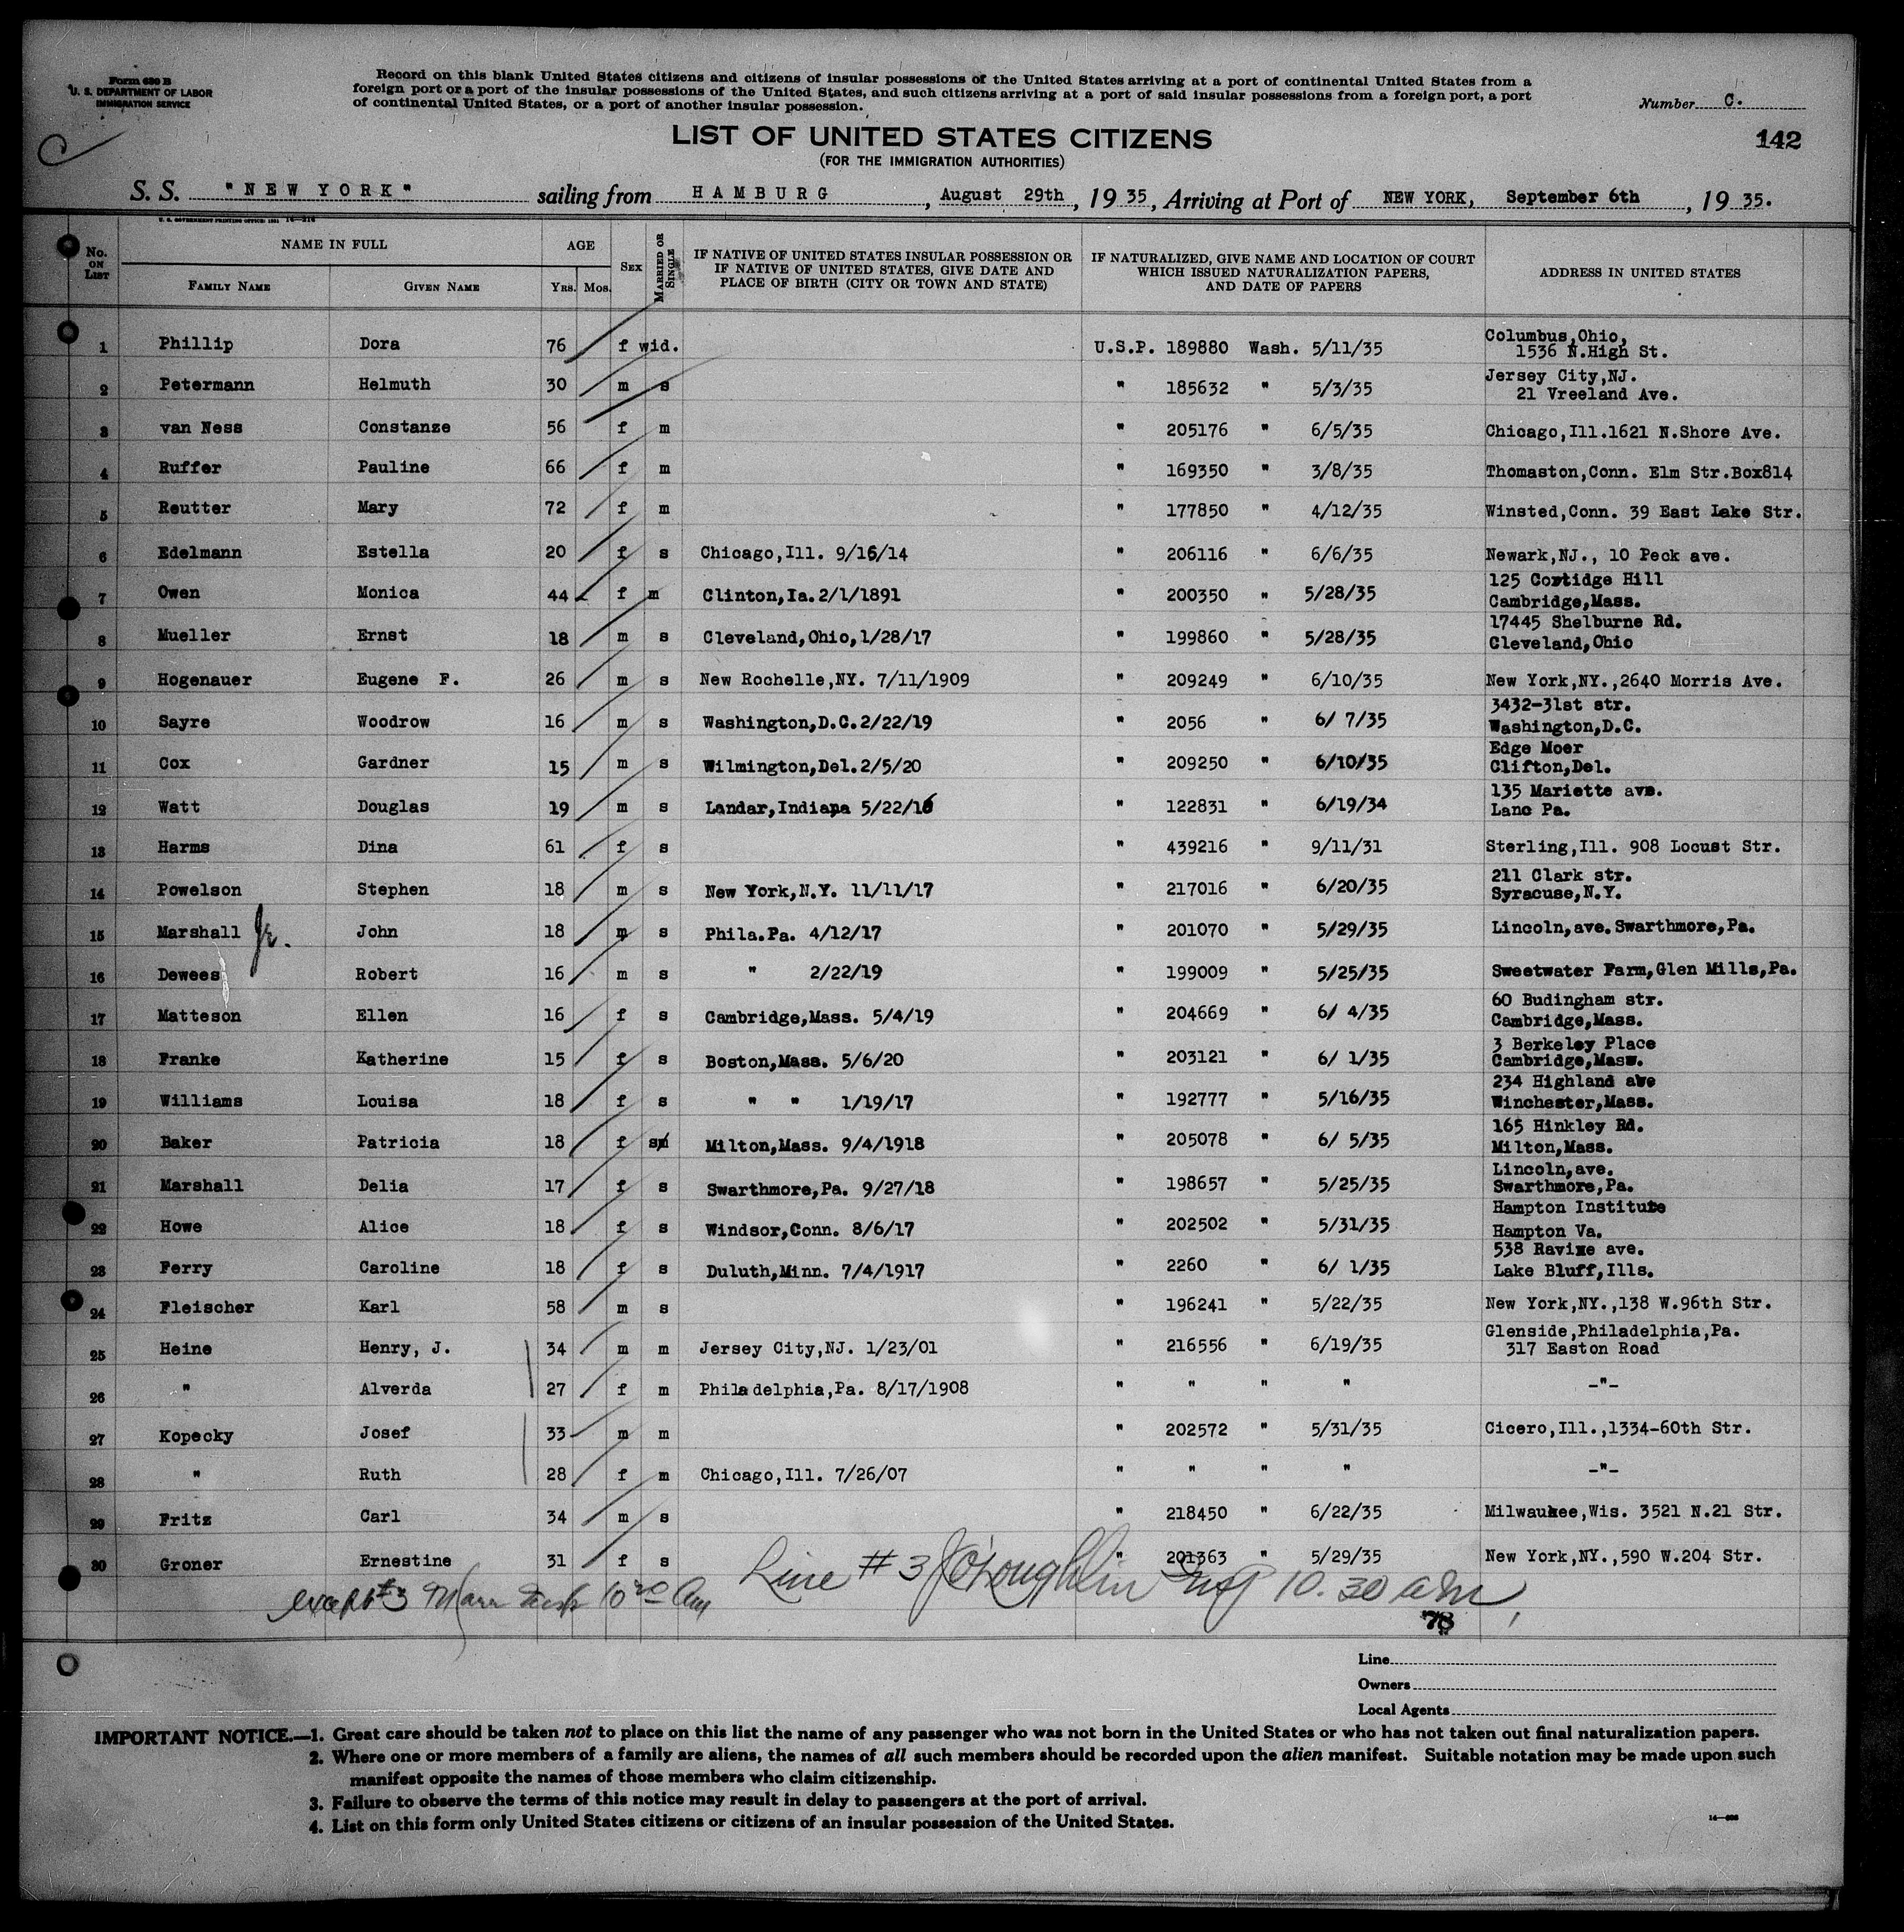 Form 630 B
U. S. DEPARTMENT OF LABOR
IMMIGRATION SERVICE
Record on this blank United States citizens and citizens of insular possessions of the United States arriving at a port of continental United States from a
foreign port or a port of the insular possessions of the United States, and such citizens arriving at a port of said insular possessions from a foreign port, a port
of continental United States, or a port of another insular possession.
Number C.
142
LIST OF UNITED STATES CITIZENS
(FOR THE IMMIGRATION AUTHORITIES)
S. S. "NEW YORK" sailing from HAMBURG, August 29th, 1935, Arriving at Port of NEW YORK, September 6th, 1935.
No. ON LIST
NAME IN FULL
FAMILY NAME GIVEN NAME
AGE
YRS. MOS.
SEX
MARRIED OR SINGLE
IF NATIVE OF UNITED STATES INSULAR POSSESSION OR
IF NATIVE OF UNITED STATES, GIVE DATE AND
PLACE OF BIRTH (CITY OR TOWN AND STATE)
IF NATURALIZED, GIVE NAME AND LOCATION OF COURT
WHICH ISSUED NATURALIZATION PAPERS,
AND DATE OF PAPERS
ADDRESS IN UNITED STATES
1 Phillip Dora 76 f wid. U.S.P. 189880 Wash. 5/11/35 Columbus,Ohio, 1536 N.High St.
2 Petermann Helmuth 30 m s " 185632 " 5/3/35 Jersey City,NJ. 21 Vreeland Ave.
3 van Ness Constanze 56 f m " 205176 " 6/5/35 Chicago,Ill.1621 N.Shore Ave.
4 Ruffer Pauline 66 f m " 169350 " 3/8/35 Thomaston,Conn. Elm Str.Box814
5 Reutter Mary 72 f m " 177850 " 4/12/35 Winsted,Conn. 39 East Lake Str.
6 Edelmann Estella 20 f s Chicago,Ill. 9/15/14 " 206116 " 6/6/35 Newark,NJ., 10 Peck ave.
7 Owen Monica 44 f m Clinton,Ia.2/1/1891 " 200350 " 5/28/35 125 Cortidge Hill Cambridge,Mass.
8 Mueller Ernst 18 m s Cleveland,Ohio,1/28/17 " 199860 " 5/28/35 17445 Shelburne Rd. Cleveland,Ohio
9 Hogenauer Eugene F. 26 m s New Rochelle,NY. 7/11/1909 " 209249 " 6/10/35 New York,NY.,2640 Morris Ave.
10 Sayre Woodrow 16 m s Washington,D.C.2/22/19 " 2056 " 6/ 7/35 3432-31st str. Washington,D.C.
11 Cox Gardner 15 m s Wilmington,Del.2/5/20 " 209250 " 6/10/35 Edge Moer Clifton,Del.
12 Watt Douglas 19 m s Landar,Indiana 5/22/16 " 122831 " 6/19/34 135 Mariette ave. Lanc Pa.
13 Harms Dina 61 f s " 439216 " 9/11/31 Sterling,Ill. 908 Locust Str.
14 Powelson Stephen 18 m s New York,N.Y. 11/11/17 " 217016 " 6/20/35 211 Clark str. Syracuse,N.Y.
15 Marshall Jr. John 18 m s Phila.Pa. 4/12/17 " 201070 " 5/29/35 Lincoln,ave.Swarthmore,Pa.
16 Dewees Robert 16 m s " 2/22/19 " 199009 " 5/25/35 Sweetwater Farm,Glen Mills,Pa.
17 Matteson Ellen 16 f s Cambridge,Mass. 5/4/19 " 204669 " 6/ 4/35 60 Budingham str. Cambridge,Mass.
18 Franke Katherine 15 f s Boston,Mass. 5/6/20 " 203121 " 6/ 1/35 3 Berkeley Place Cambridge,Masw.
19 Williams Louisa 18 f s " " 1/19/17 " 192777 " 5/16/35 234 Highland ave Winchester,Mass.
20 Baker Patricia 18 f sm Milton,Mass. 9/4/1918 " 205078 " 6/ 5/35 165 Hinkley Rd. Milton,Mass.
21 Marshall Delia 17 f s Swarthmore,Pa. 9/27/18 " 198657 " 5/25/35 Lincoln,ave. Swarthmore,Pa.
22 Howe Alice 18 f s Windsor,Conn. 8/6/17 " 202502 " 5/31/35 Hampton Institute Hampton Va.
23 Ferry Caroline 18 f s Duluth,Minn. 7/4/1917 " 2260 " 6/ 1/35 538 Ravine ave. Lake Bluff,Ills.
24 Fleischer Karl 58 m s " 196241 " 5/22/35 New York,NY.,138 W.96th Str.
25 Heine Henry, J. 34 m m Jersey City,NJ. 1/23/01 " 216556 " 6/19/35 Glenside,Philadelphia,Pa. 317 Easton Road
26 " Alverda 27 f m Philadelphia,Pa. 8/17/1908 " " " " -"-
27 Kopecky Josef 33 m m " 202572 " 5/31/35 Cicero,Ill.,1334-60th Str.
28 " Ruth 28 f m Chicago,Ill. 7/26/07 " " " " -"-
29 Fritz Carl 34 m s " 218450 " 6/22/35 Milwaukee,Wis. 3521 N.21 Str.
30 Groner Ernestine 31 f s " 201363 " 5/29/35 New York,NY.,590 W.204 Str.
Line # 3 J O'Loughlin Insp 10.30 am
except #3 10 30 am
78
Line
Owners
Local Agents
IMPORTANT NOTICE.—1. Great care should be taken not to place on this list the name of any passenger who was not born in the United States or who has not taken out final naturalization papers.
2. Where one or more members of a family are aliens, the names of all such members should be recorded upon the alien manifest. Suitable notation may be made upon such
manifest opposite the names of those members who claim citizenship.
3. Failure to observe the terms of this notice may result in delay to passengers at the port of arrival.
4. List on this form only United States citizens or citizens of an insular possession of the United States.